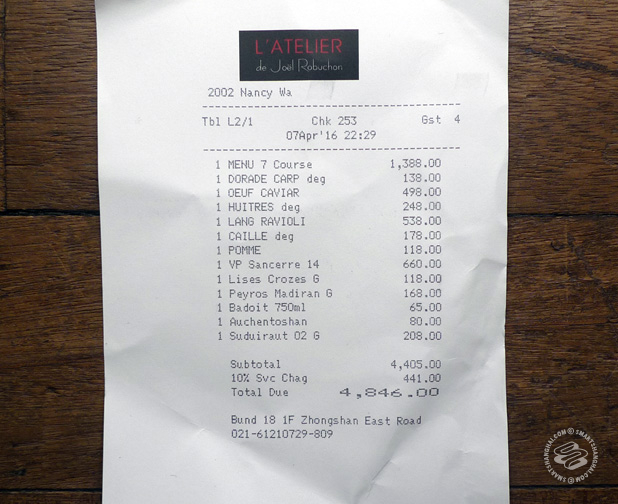 L'ATELIER
de Joël Robuchon
2002 Nancy Wa
Tbl L2/1 Chk 253 Gst 4
07Apr'16 22:29
1 MENU 7 Course 1,388.00
1 DORADE CARP deg 138.00
1 OEUF CAVIAR 498.00
1 HUITRES deg 248.00
1 LANG RAVIOLI 538.00
1 CAILLE deg 178.00
1 POMME 118.00
1 VP Sancerre 14 660.00
1 Lises Crozes G 118.00
1 Peyros Madiran G 168.00
1 Badoit 750ml 65.00
1 Auchentoshan 80.00
1 Suduiraut 02 G 208.00
Subtotal 4,405.00
10% Svc Chag 441.00
Total Due 4,846.00
Bund 18 1F Zhongshan East Road
021-61210729-809
SMARTSHANGHAI.COM © SMARTSHANGHAI.COM ©